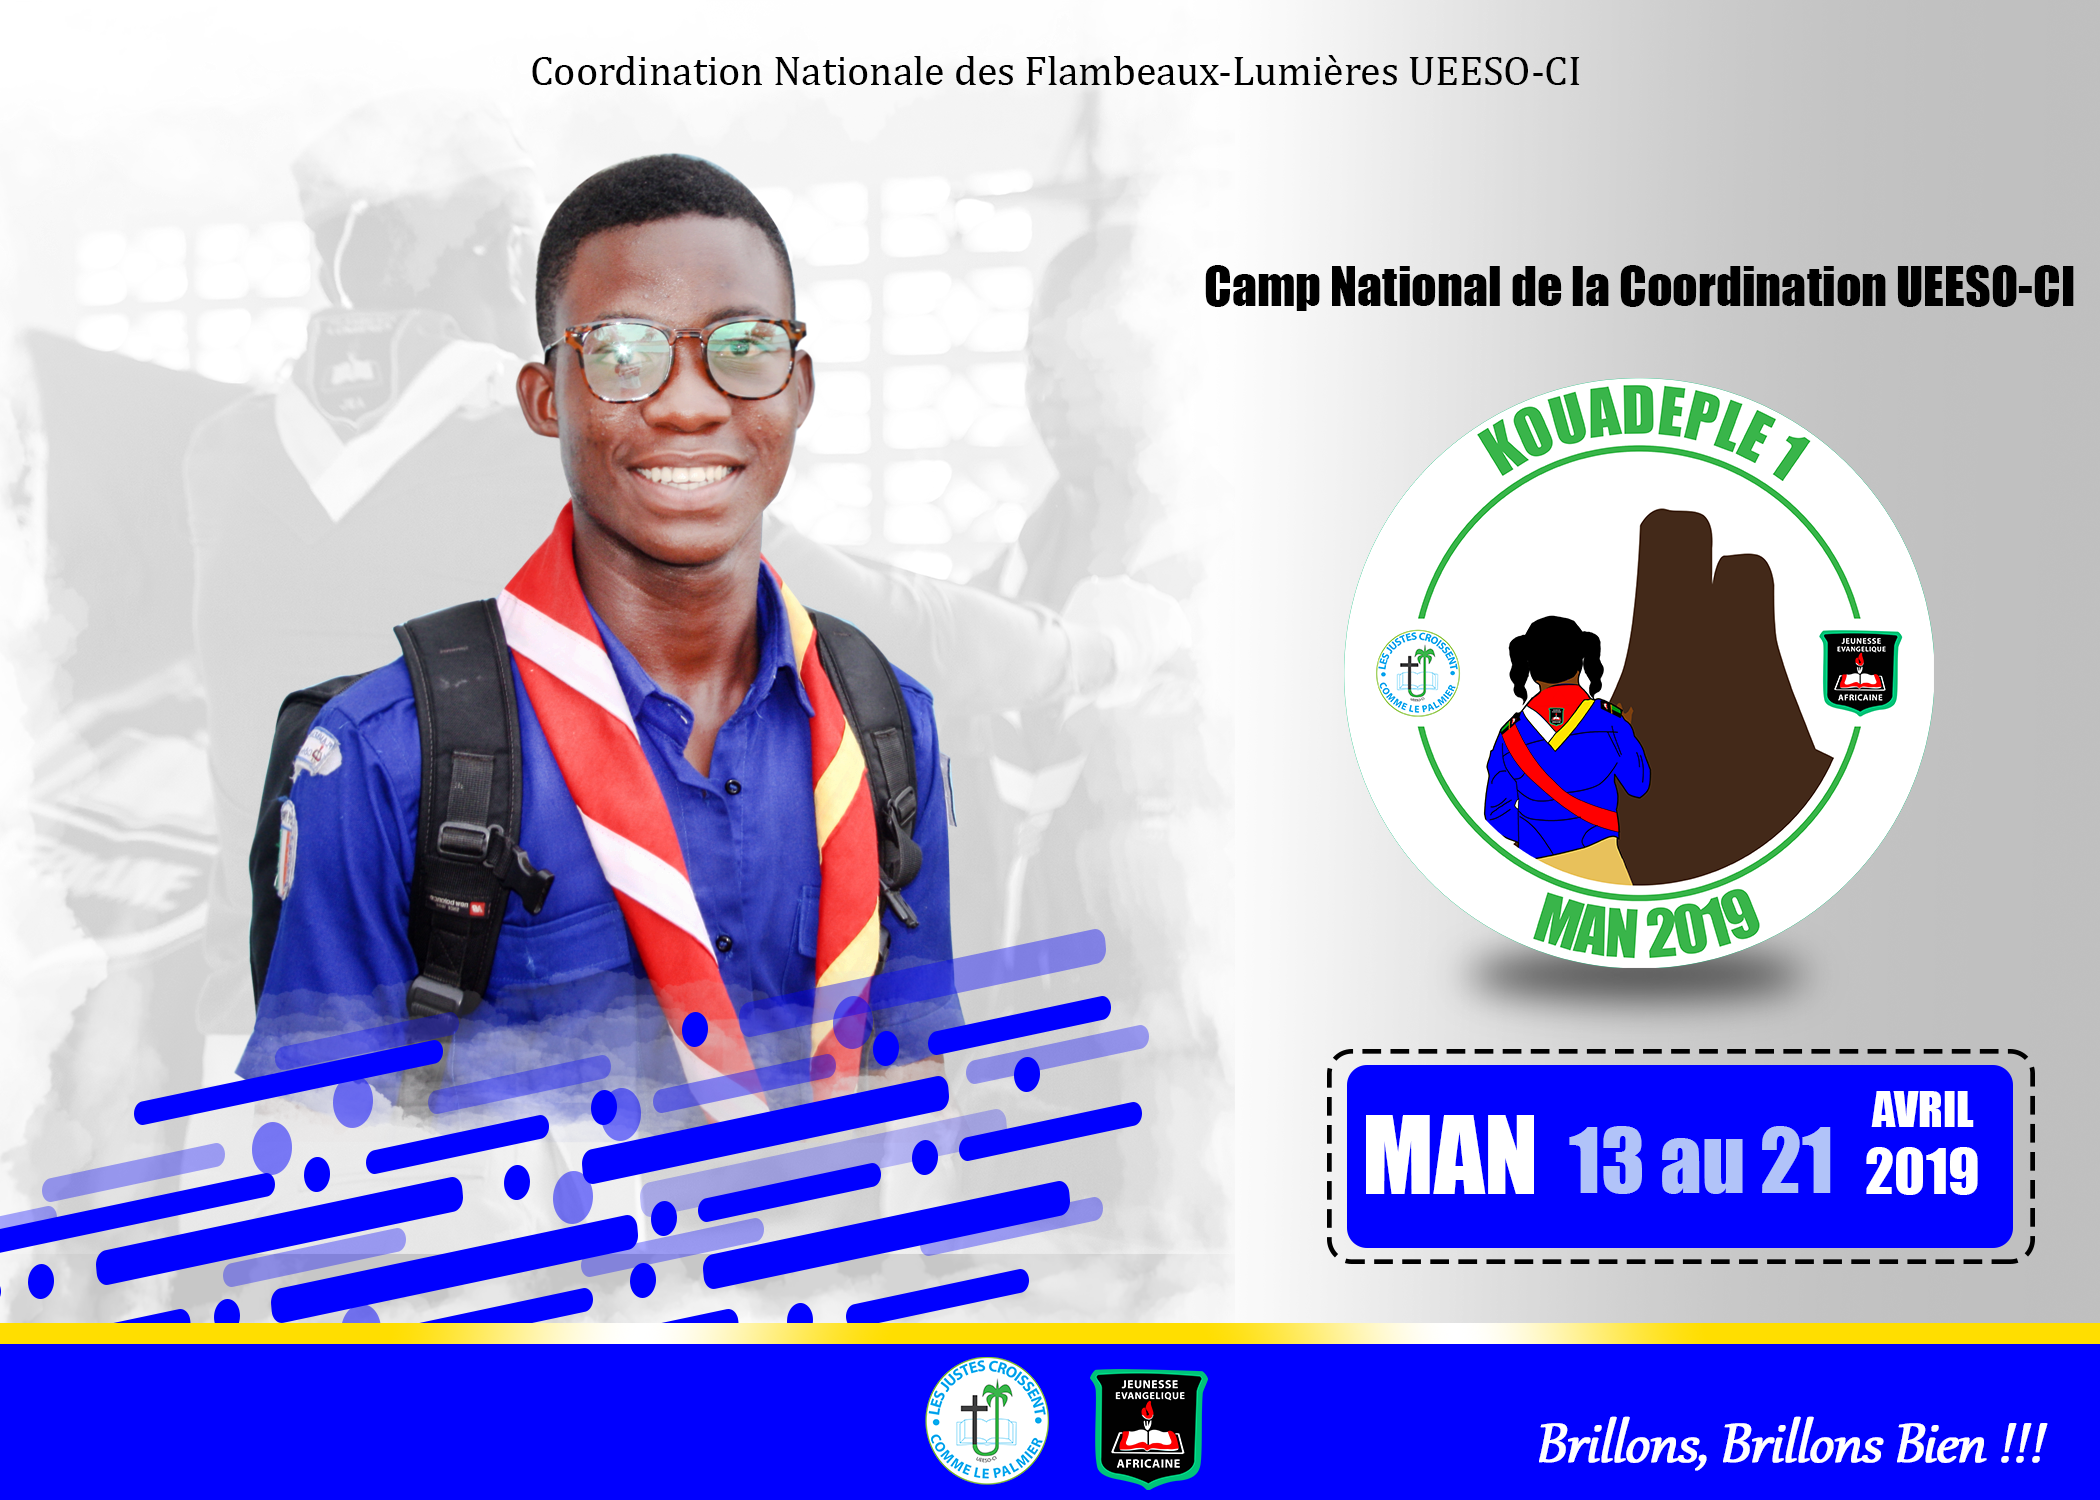 Coordination Nationale des Flambeaux-Lumières UEESO-CI
Camp National de la Coordination UEESO-CI
KOUADEPLE 1
LES JUSTES CROISSENT
COMME LE PALMIER
JEUNESSE
EVANGELIQUE
AFRICAINE
MAN 2019
MAN 13 au 21 AVRIL 2019
LES JUSTES CROISSENT
UEESO-CI
COMME LE PALMIER
JEUNESSE
EVANGELIQUE
AFRICAINE
Brillons, Brillons Bien !!!